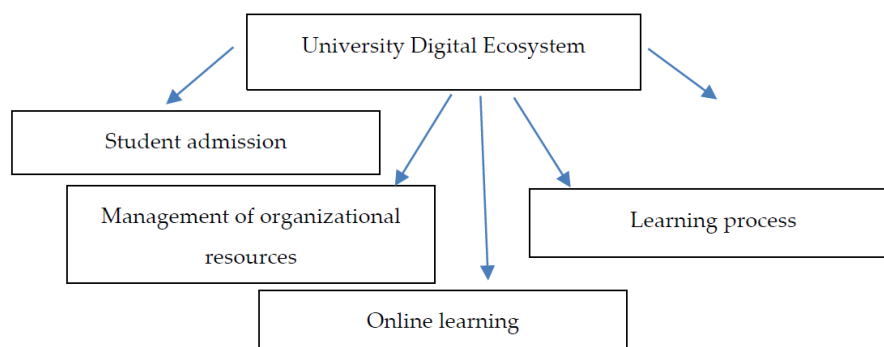 University Digital Ecosystem
Student admission
Management of organizational
resources
Learning process
Online learning